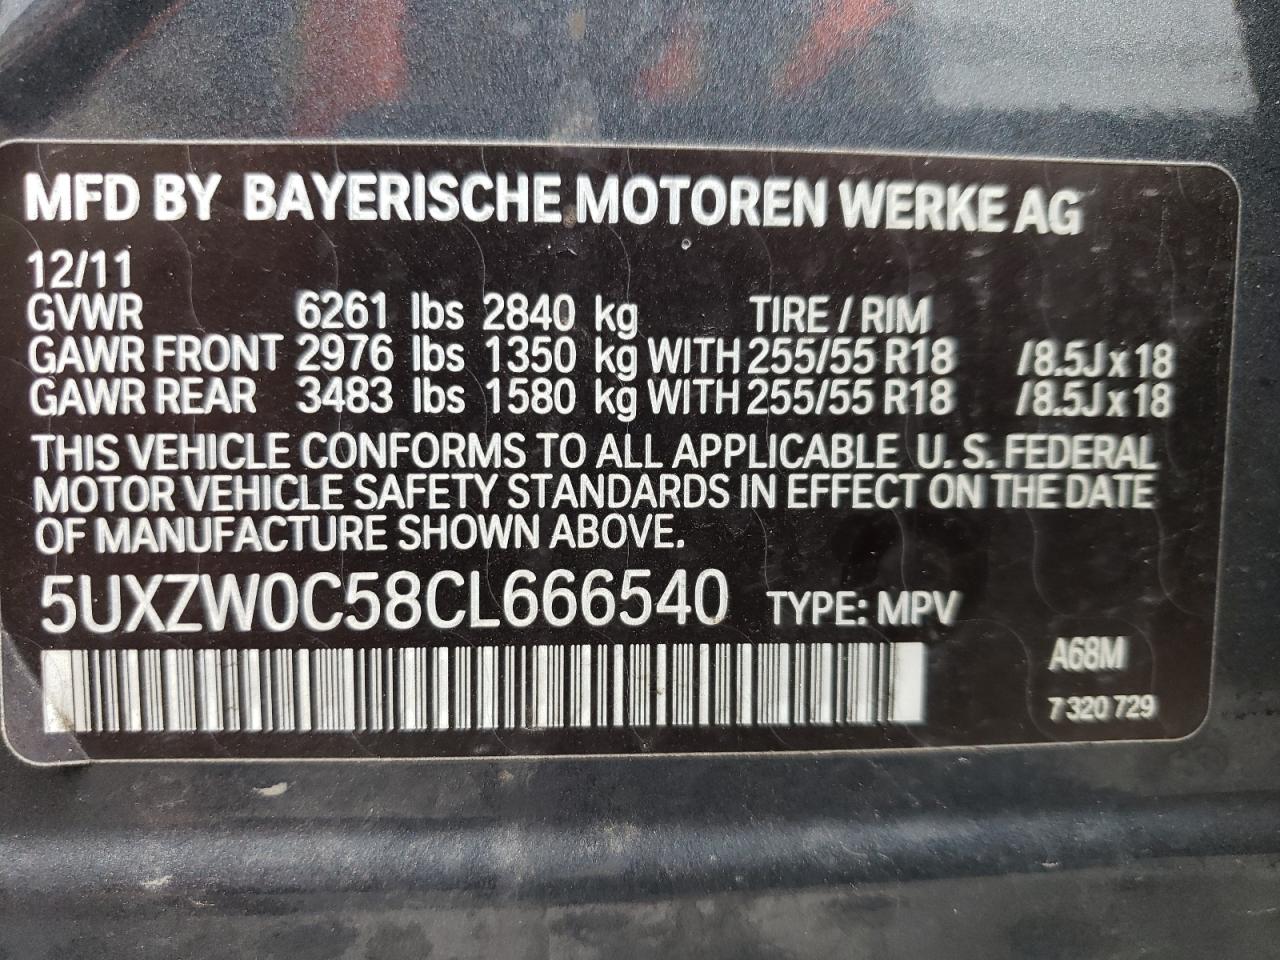 MFD BY BAYERISCHE MOTOREN WERKE AG
12/11
GVWR 6261 lbs 2840 kg TIRE / RIM
GAWR FRONT 2976 lbs 1350 kg WITH 255/55 R18 /8.5J x 18
GAWR REAR 3483 lbs 1580 kg WITH 255/55 R18 /8.5J x 18
THIS VEHICLE CONFORMS TO ALL APPLICABLE U. S. FEDERAL
MOTOR VEHICLE SAFETY STANDARDS IN EFFECT ON THE DATE
OF MANUFACTURE SHOWN ABOVE.
5UXZW0C58CL666540 TYPE: MPV
A68M
7 320 729